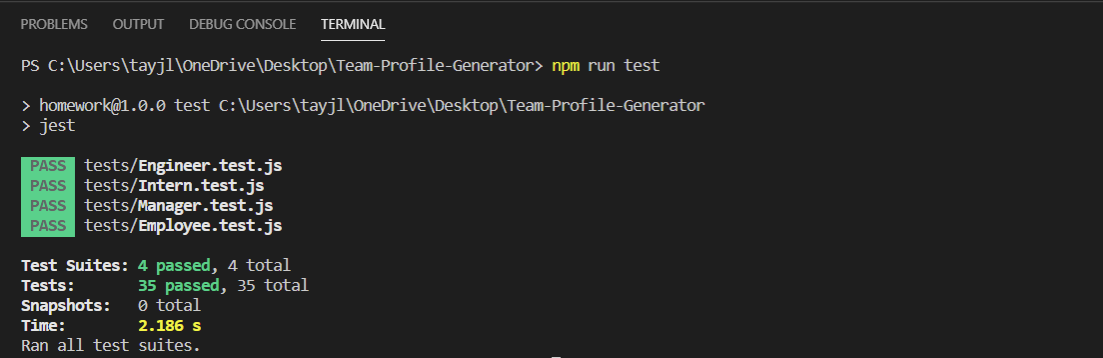 PROBLEMS OUTPUT DEBUG CONSOLE TERMINAL
PS C:\Users\tayjl\OneDrive\Desktop\Team-Profile-Generator> npm run test
> homework@1.0.0 test C:\Users\tayjl\OneDrive\Desktop\Team-Profile-Generator
> jest
PASS tests/Engineer.test.js
PASS tests/Intern.test.js
PASS tests/Manager.test.js
PASS tests/Employee.test.js
Test Suites: 4 passed, 4 total
Tests: 35 passed, 35 total
Snapshots: 0 total
Time: 2.186 s
Ran all test suites.